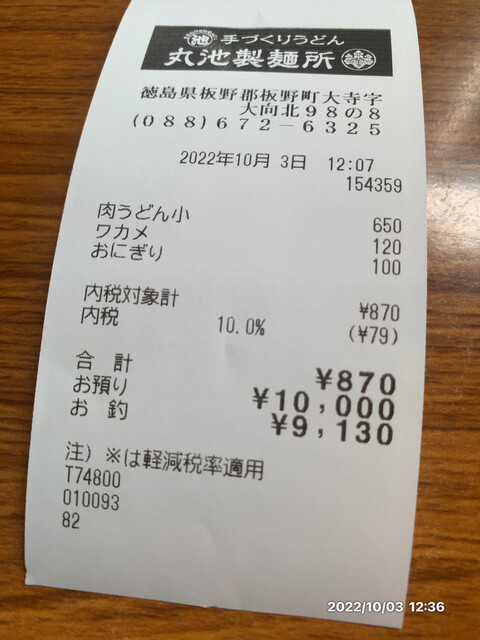 池 手づくりうどん
丸池製麺所
徳島県板野郡板野町大寺字
大向北98の8
(088)672-6325
2022年10月 3日 12:07
154359
肉うどん小 650
ワカメ 120
おにぎり 100
内税対象計 ¥870
内税 10.0% (¥79)
合 計 ¥870
お預り ¥10,000
お 釣 ¥9,130
注)※は軽減税率適用
T74800
010093
82
2022/10/03 12:36